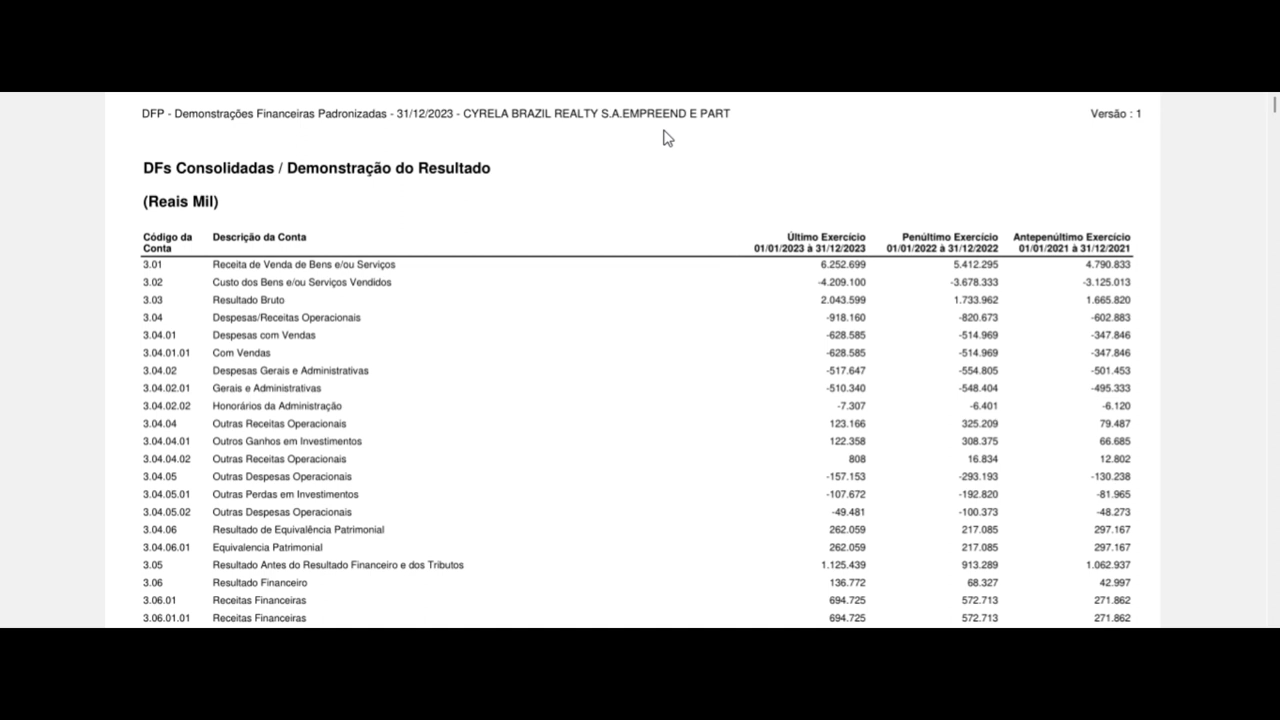 DFP - Demonstrações Financeiras Padronizadas - 31/12/2023 - CYRELA BRAZIL REALTY S.A.EMPREEND E PART Versão : 1
DFs Consolidadas / Demonstração do Resultado
(Reais Mil)
Código da Conta Descrição da Conta Último Exercício 01/01/2023 à 31/12/2023 Penúltimo Exercício 01/01/2022 à 31/12/2022 Antepenúltimo Exercício 01/01/2021 à 31/12/2021
3.01 Receita de Venda de Bens e/ou Serviços 6.252.699 5.412.295 4.790.833
3.02 Custo dos Bens e/ou Serviços Vendidos -4.209.100 -3.678.333 -3.125.013
3.03 Resultado Bruto 2.043.599 1.733.962 1.665.820
3.04 Despesas/Receitas Operacionais -918.160 -820.673 -602.883
3.04.01 Despesas com Vendas -628.585 -514.969 -347.846
3.04.01.01 Com Vendas -628.585 -514.969 -347.846
3.04.02 Despesas Gerais e Administrativas -517.647 -554.805 -501.453
3.04.02.01 Gerais e Administrativas -510.340 -548.404 -495.333
3.04.02.02 Honorários da Administração -7.307 -6.401 -6.120
3.04.04 Outras Receitas Operacionais 123.166 325.209 79.487
3.04.04.01 Outros Ganhos em Investimentos 122.358 308.375 66.685
3.04.04.02 Outras Receitas Operacionais 808 16.834 12.802
3.04.05 Outras Despesas Operacionais -157.153 -293.193 -130.238
3.04.05.01 Outras Perdas em Investimentos -107.672 -192.820 -81.965
3.04.05.02 Outras Despesas Operacionais -49.481 -100.373 -48.273
3.04.06 Resultado de Equivalência Patrimonial 262.059 217.085 297.167
3.04.06.01 Equivalencia Patrimonial 262.059 217.085 297.167
3.05 Resultado Antes do Resultado Financeiro e dos Tributos 1.125.439 913.289 1.062.937
3.06 Resultado Financeiro 136.772 68.327 42.997
3.06.01 Receitas Financeiras 694.725 572.713 271.862
3.06.01.01 Receitas Financeiras 694.725 572.713 271.862